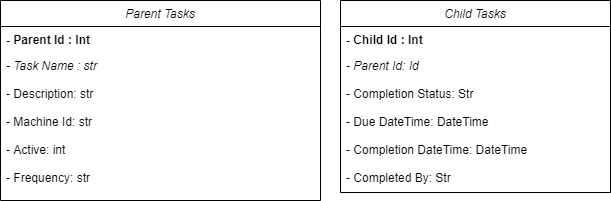 Parent Tasks
- Parent Id : Int
- Task Name : str
- Description: str
- Machine Id: str
- Active: int
- Frequency: str
Child Tasks
- Child Id : Int
- Parent Id: Id
- Completion Status: Str
- Due DateTime: DateTime
- Completion DateTime: DateTime
- Completed By: Str